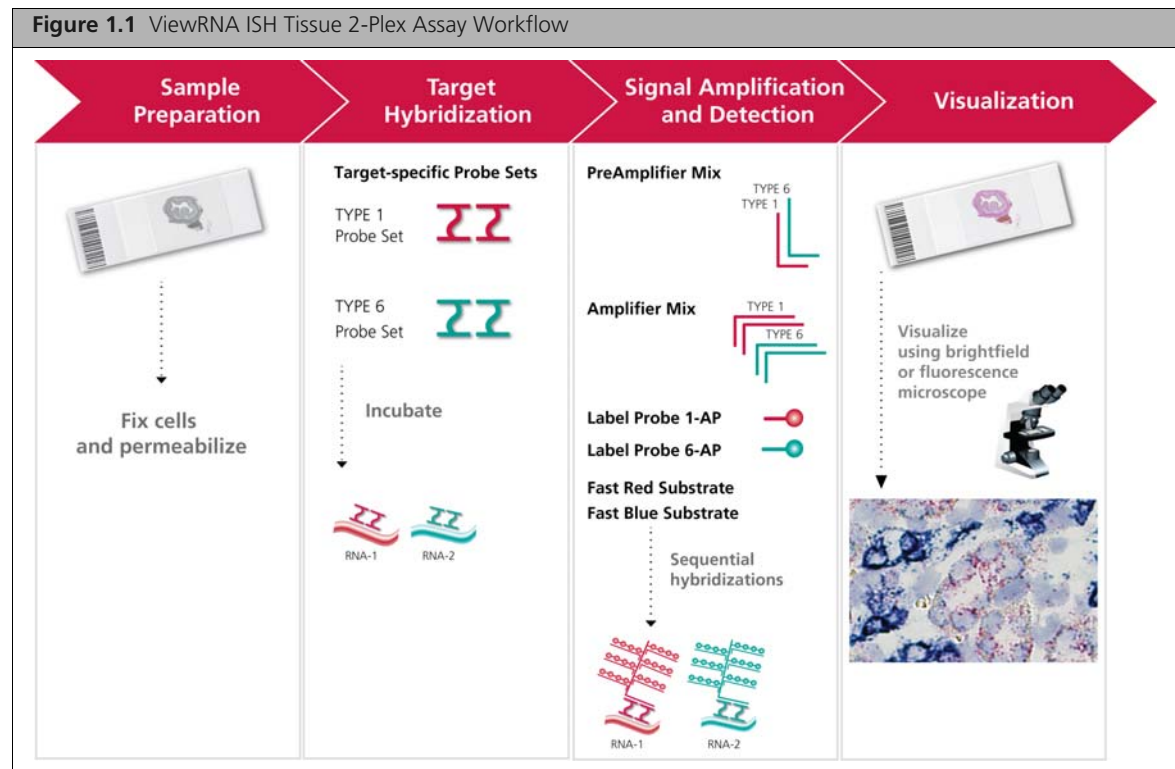 Figure 1.1 ViewRNA ISH Tissue 2-Plex Assay Workflow
Sample
Preparation
Target
Hybridization
Signal Amplification
and Detection
Visualization
Fix cells
and permeabilize
Target-specific Probe Sets
TYPE 1
Probe Set
TYPE 6
Probe Set
Incubate
RNA-1
RNA-2
PreAmplifier Mix
TYPE 6
TYPE 1
Amplifier Mix
TYPE 1
TYPE 6
Label Probe 1-AP
Label Probe 6-AP
Fast Red Substrate
Fast Blue Substrate
Sequential
hybridizations
RNA-1
RNA-2
Visualize
using brightfield
or fluorescence
microscope